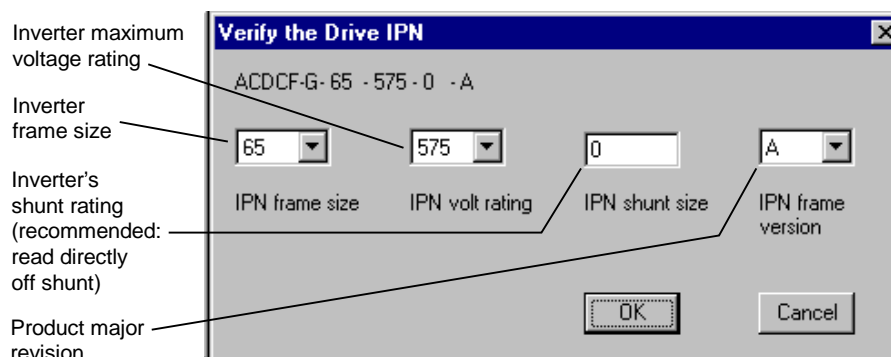 Inverter maximum
voltage rating
Inverter
frame size
Inverter's
shunt rating
(recommended:
read directly
off shunt)
Product major
revision
Verify the Drive IPN
ACDCF-G- 65 - 575 - 0 - A
65
575
0
A
IPN frame size
IPN volt rating
IPN shunt size
IPN frame
version
OK
Cancel